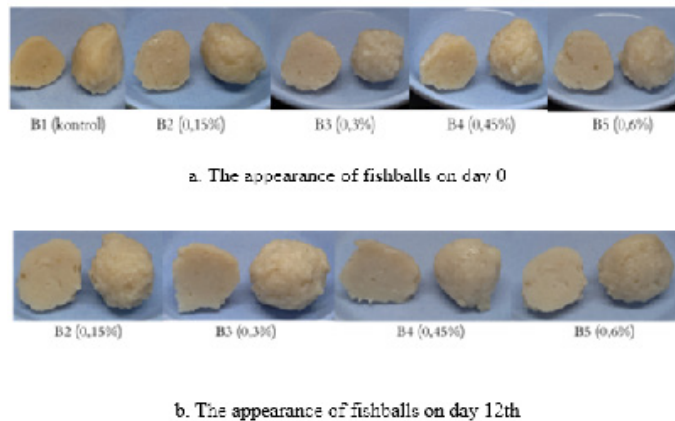 B1 (kontrol) B2 (0,15%) B3 (0,3%) B4 (0,45%) B5 (0,6%)
a. The appearance of fishballs on day 0
B2 (0,15%) B3 (0,3%) B4 (0,45%) B5 (0,6%)
b. The appearance of fishballs on day 12th